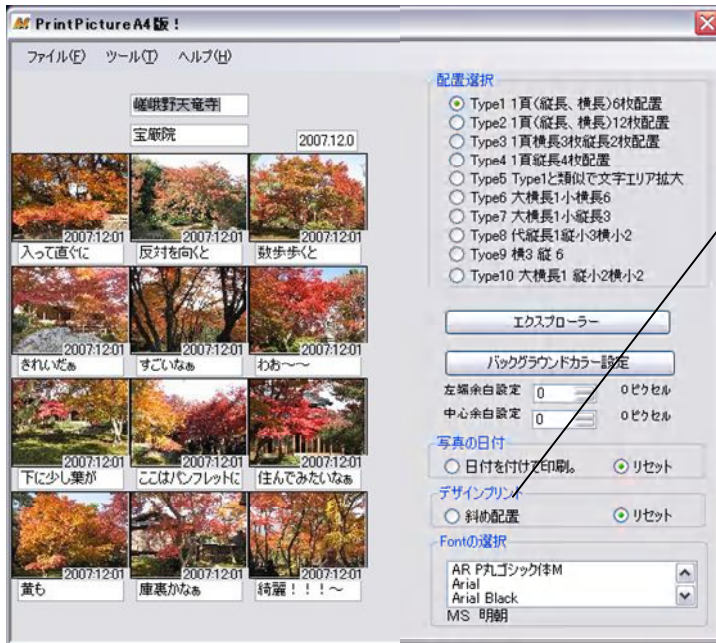 PrintPicture A4版!
ファイル(F) ツール(T) ヘルプ(H)
嵯峨野天竜寺
宝厳院
2007.12.0
2007:12:01 2007:12:01 2007:12:01
入って直ぐに 反対を向くと 数歩歩くと
2007:12:01 2007:12:01 2007:12:01
きれいだぁ すごいなぁ わお~~
2007:12:01 2007:12:01 2007:12:01
下に少し葉が ここはパンフレットに 住んでみたいなぁ
2007:12:01 2007:12:01 2007:12:01
黄も 庫裏かなぁ 綺麗!!!~
配置選択
Type1 1頁(縦長、横長)6枚配置
Type2 1頁(縦長、横長)12枚配置
Type3 1頁横長3枚縦長2枚配置
Type4 1頁縦長4枚配置
Type5 Type1と類似で文字エリア拡大
Type6 大横長1小横長6
Type7 大横長1小縦長3
Type8 代縦長1縦小3横小2
Tyoe9 横3 縦 6
Type10 大横長1 縦小2横小2
エクスプローラー
バックグラウンドカラー設定
左端余白設定 0 0ピクセル
中心余白設定 0 0ピクセル
写真の日付
日付を付けて印刷。 リセット
デザインプリント
斜め配置 リセット
Fontの選択
AR P丸ゴシック体M
Arial
Arial Black
MS 明朝